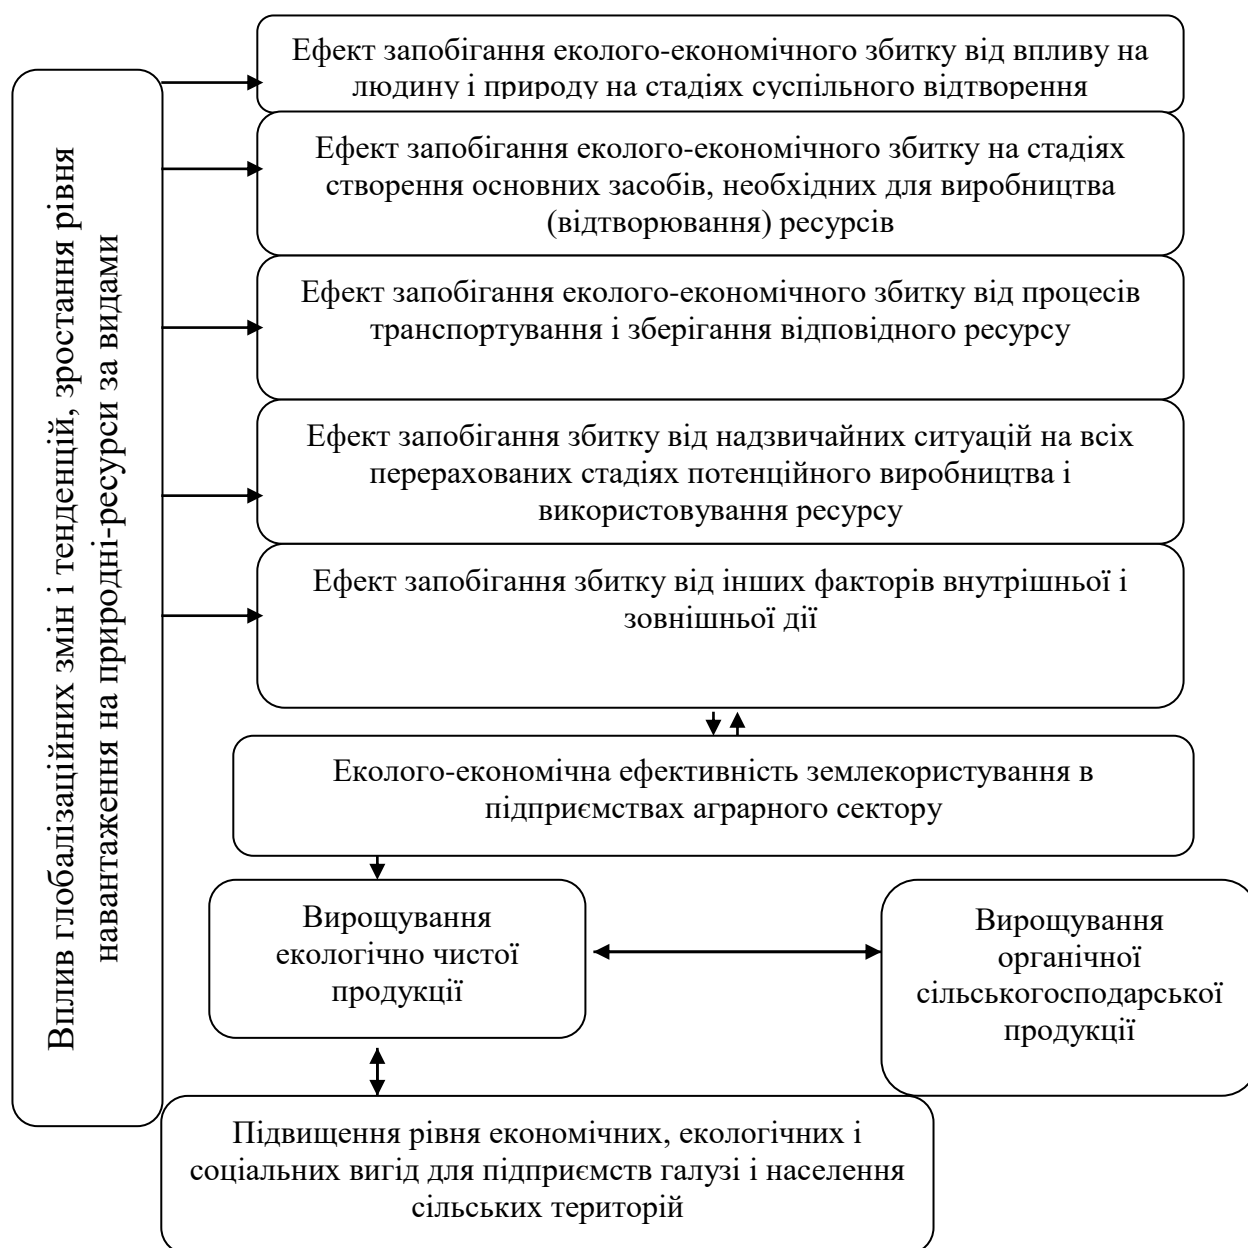 Вплив глобалізаційних змін і тенденцій, зростання рівня
навантаження на природні-ресурси за видами
Ефект запобігання еколого-економічного збитку від впливу на
людину і природу на стадіях суспільного відтворення
Ефект запобігання еколого-економічного збитку на стадіях
створення основних засобів, необхідних для виробництва
(відтворювання) ресурсів
Ефект запобігання еколого-економічного збитку від процесів
транспортування і зберігання відповідного ресурсу
Ефект запобігання збитку від надзвичайних ситуацій на всіх
перерахованих стадіях потенційного виробництва і
використовування ресурсу
Ефект запобігання збитку від інших факторів внутрішньої і
зовнішньої дії
Еколого-економічна ефективність землекористування в
підприємствах аграрного сектору
Вирощування
екологічно чистої
продукції
Вирощування
органічної
сільськогосподарської
продукції
Підвищення рівня економічних, екологічних і
соціальних вигід для підприємств галузі і населення
сільських територій